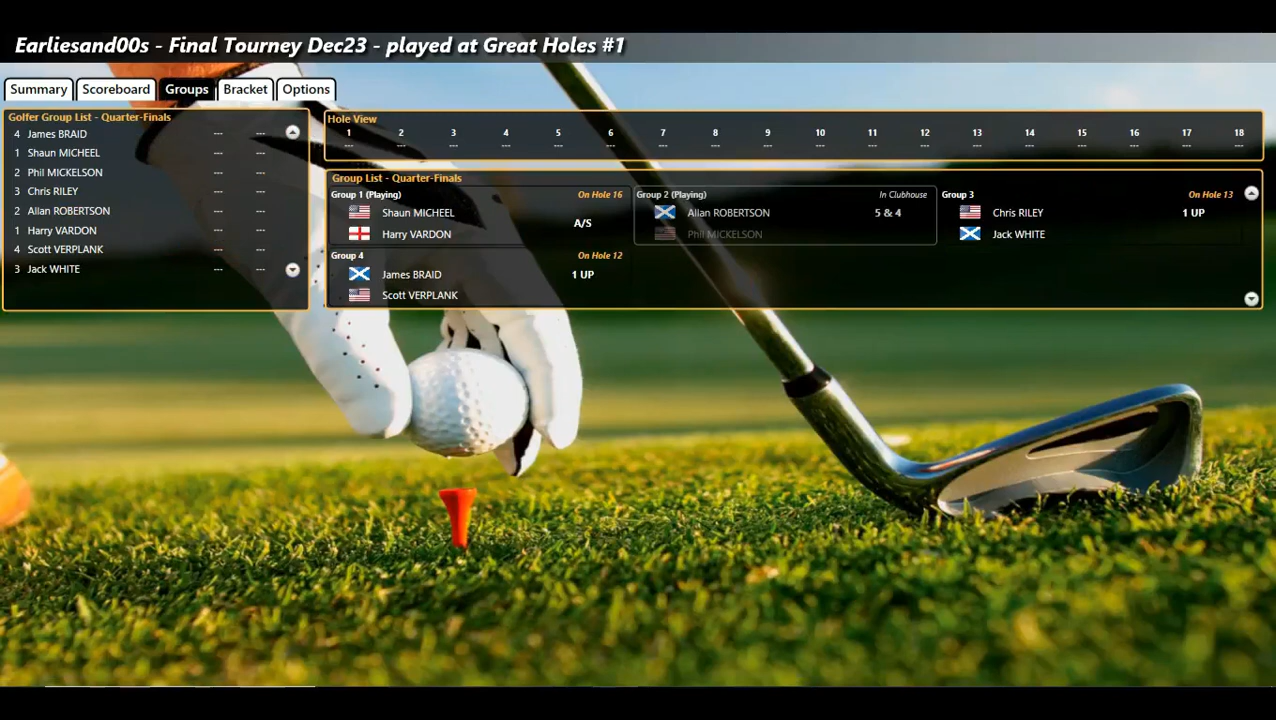 Earliesand00s - Final Tourney Dec23 - played at Great Holes #1
Summary Scoreboard Groups Bracket Options
Golfer Group List - Quarter-Finals
4 James BRAID --- ---
1 Shaun MICHEEL --- ---
2 Phil MICKELSON --- ---
3 Chris RILEY --- ---
2 Allan ROBERTSON --- ---
1 Harry VARDON --- ---
4 Scott VERPLANK --- ---
3 Jack WHITE --- ---
Hole View
1 2 3 4 5 6 7 8 9 10 11 12 13 14 15 16 17 18
--- --- --- --- --- --- --- --- --- --- --- --- --- --- --- --- --- ---
Group List - Quarter-Finals
Group 1 (Playing) On Hole 16
Shaun MICHEEL
A/S
Harry VARDON
Group 2 (Playing) In Clubhouse
Allan ROBERTSON 5 & 4
Phil MICKELSON
Group 3 On Hole 13
Chris RILEY 1 UP
Jack WHITE
Group 4 On Hole 12
James BRAID 1 UP
Scott VERPLANK